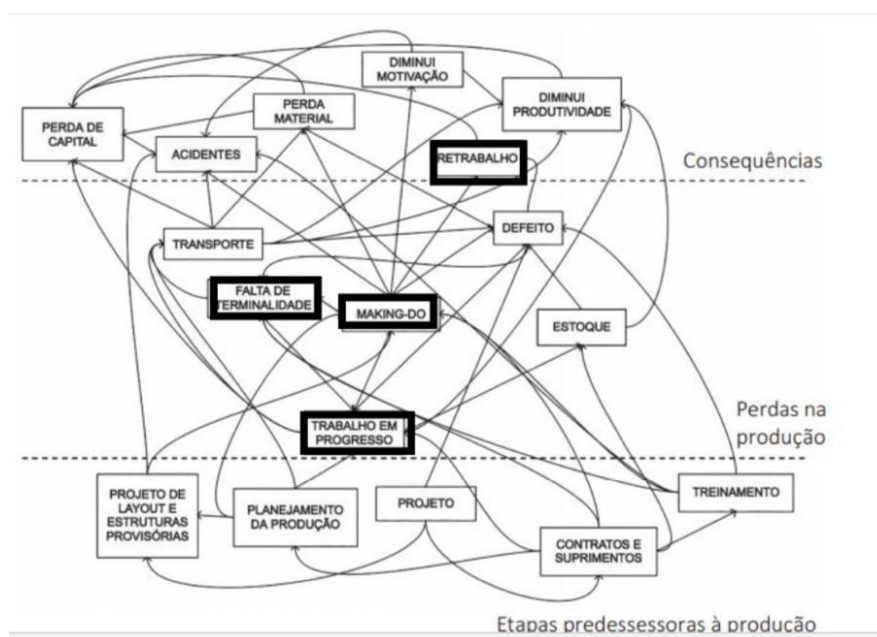 DIMINUI
MOTIVAÇÃO
DIMINUI
PRODUTIVIDADE
PERDA
MATERIAL
PERDA DE
CAPITAL
ACIDENTES
RETRABALHO
Consequências
TRANSPORTE
DEFEITO
FALTA DE
TERMINALIDADE
MAKING-DO
ESTOQUE
TRABALHO EM
PROGRESSO
Perdas na
produção
PROJETO DE
LAYOUT E
ESTRUTURAS
PROVISÓRIAS
PLANEJAMENTO
DA PRODUÇÃO
PROJETO
TREINAMENTO
CONTRATOS E
SUPRIMENTOS
Etapas predessessoras à produção